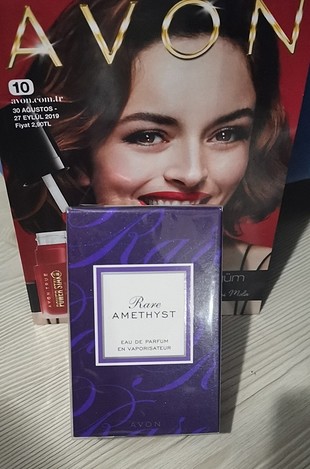 AVON
10
avon.com.tr
30 AĞUSTOS -
27 EYLÜL 2019
Fiyat 2,90TL
Rare
AMETHYST
EAU DE PARFUM
EN VAPORISATEUR
AVON